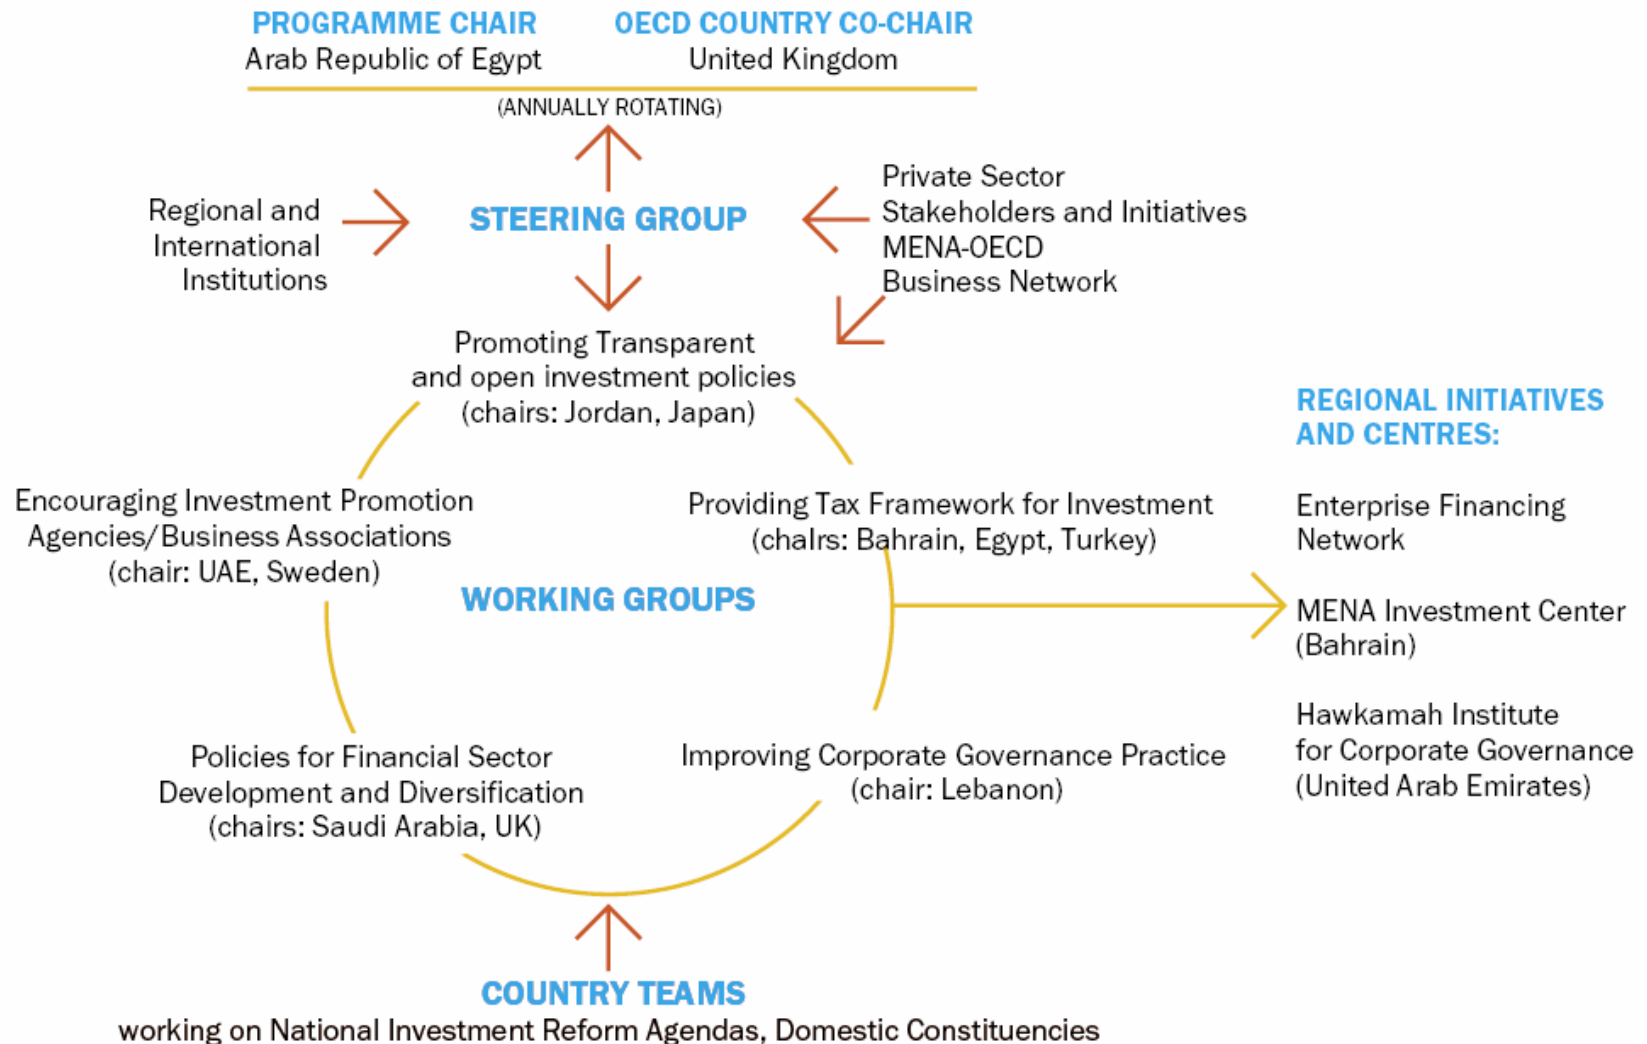 PROGRAMME CHAIR
Arab Republic of Egypt
OECD COUNTRY CO-CHAIR
United Kingdom
(ANNUALLY ROTATING)
Regional and
International
Institutions
STEERING GROUP
Private Sector
Stakeholders and Initiatives
MENA-OECD
Business Network
Promoting Transparent
and open investment policies
(chairs: Jordan, Japan)
Encouraging Investment Promotion
Agencies/Business Associations
(chair: UAE, Sweden)
Providing Tax Framework for Investment
(chaIrs: Bahrain, Egypt, Turkey)
WORKING GROUPS
Policies for Financial Sector
Development and Diversification
(chairs: Saudi Arabia, UK)
Improving Corporate Governance Practice
(chair: Lebanon)
REGIONAL INITIATIVES
AND CENTRES:
Enterprise Financing
Network
MENA Investment Center
(Bahrain)
Hawkamah Institute
for Corporate Governance
(United Arab Emirates)
COUNTRY TEAMS
working on National Investment Reform Agendas, Domestic Constituencies